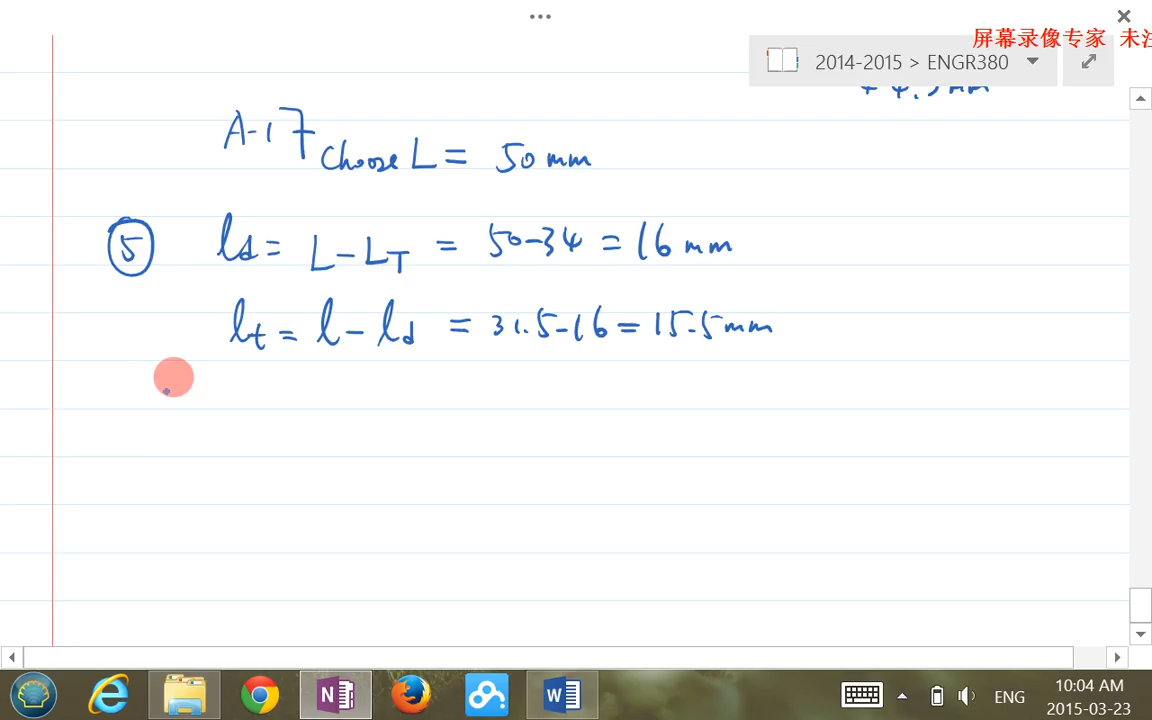 屏幕录像专家 未
2014-2015 > ENGR380
A-17
Choose L = 50 mm
5 ld = L - LT = 50-34 = 16 mm
lt = l - ld = 31.5-16 = 15.5 mm
ENG
10:04 AM
2015-03-23